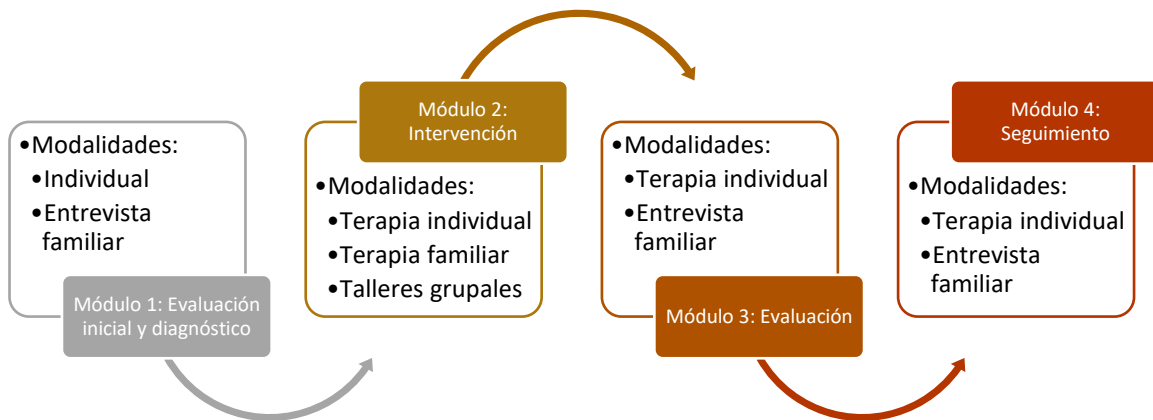 •Modalidades:
•Individual
•Entrevista
familiar
Módulo 1: Evaluación
inicial y diagnóstico
Módulo 2:
Intervención
•Modalidades:
•Terapia individual
•Terapia familiar
•Talleres grupales
•Modalidades:
•Terapia individual
•Entrevista
familiar
Módulo 3: Evaluación
Módulo 4:
Seguimiento
•Modalidades:
•Terapia individual
•Entrevista
familiar